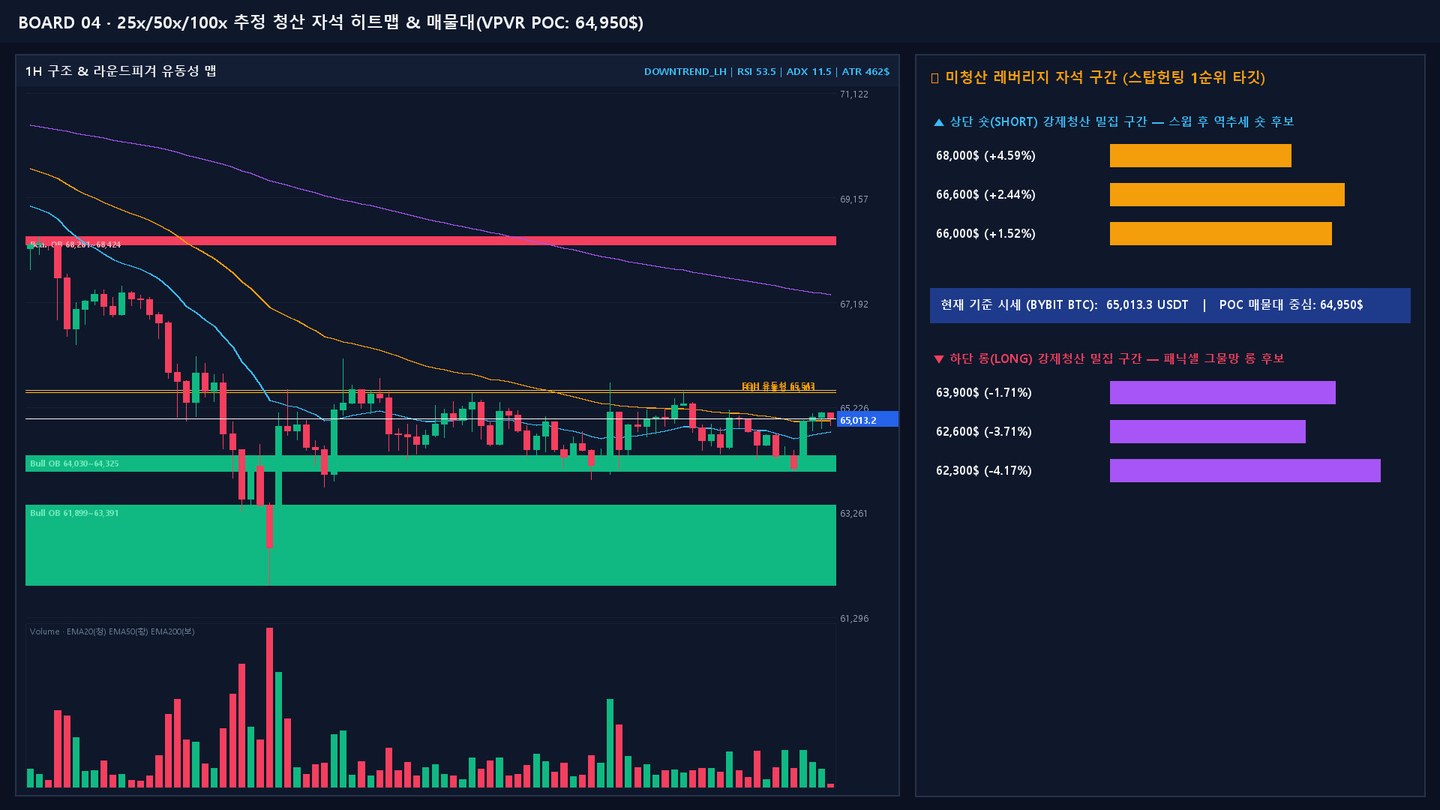 BOARD 04 · 25x/50x/100x 추정 청산 자석 히트맵 & 매물대(VPVR POC: 64,950$)
1H 구조 & 라운드피겨 유동성 맵
DOWNTREND_LH | RSI 53.5 | ADX 11.5 | ATR 462$
71,122
69,157
Bear OB 68,261~68,424
67,192
65,226
65,013.2
Bull OB 64,030~64,325
Bull OB 61,899~63,391
63,261
61,296
Volume · EMA20(청) EMA50(황) EMA200(보)
미청산 레버리지 자석 구간 (스탑헌팅 1순위 타깃)
▲ 상단 숏(SHORT) 강제청산 밀집 구간 — 스윕 후 역추세 숏 후보
68,000$ (+4.59%)
66,600$ (+2.44%)
66,000$ (+1.52%)
현재 기준 시세 (BYBIT BTC): 65,013.3 USDT | POC 매물대 중심: 64,950$
▼ 하단 롱(LONG) 강제청산 밀집 구간 — 패닉셀 그물망 롱 후보
63,900$ (-1.71%)
62,600$ (-3.71%)
62,300$ (-4.17%)